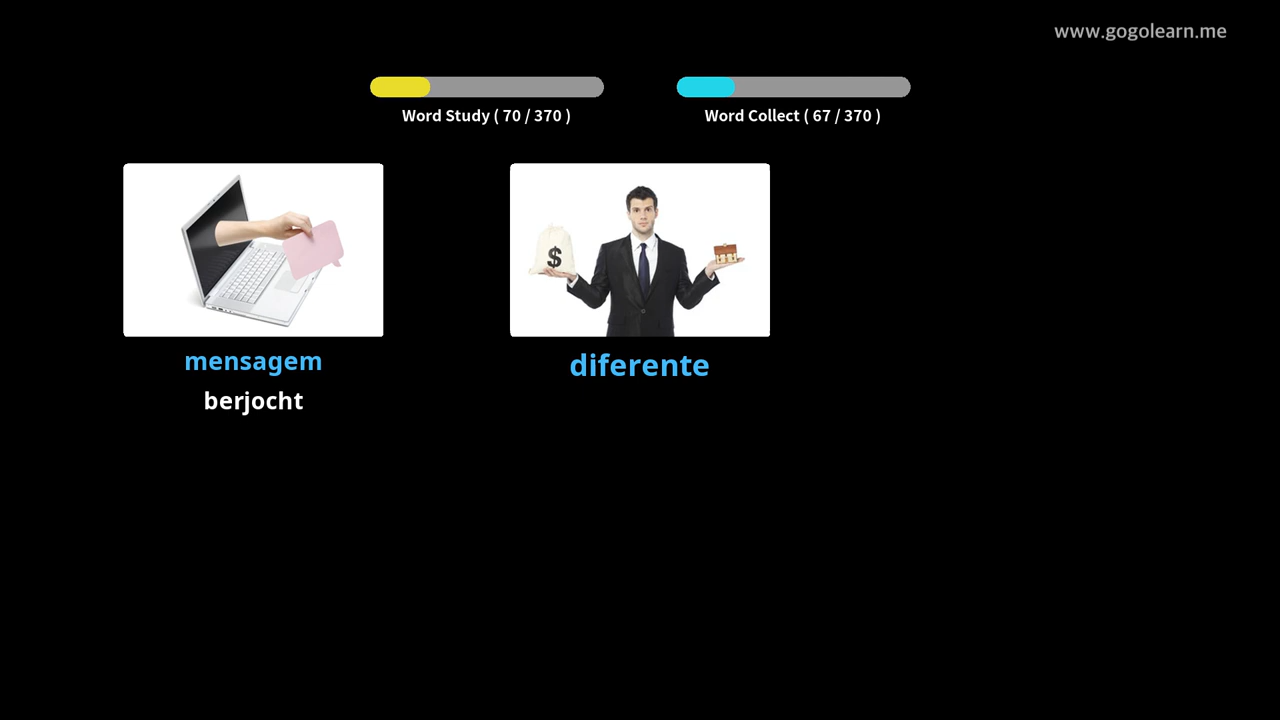 www.gogolearn.me
Word Study ( 70 / 370 )
Word Collect ( 67 / 370 )
$
mensagem
berjocht
diferente